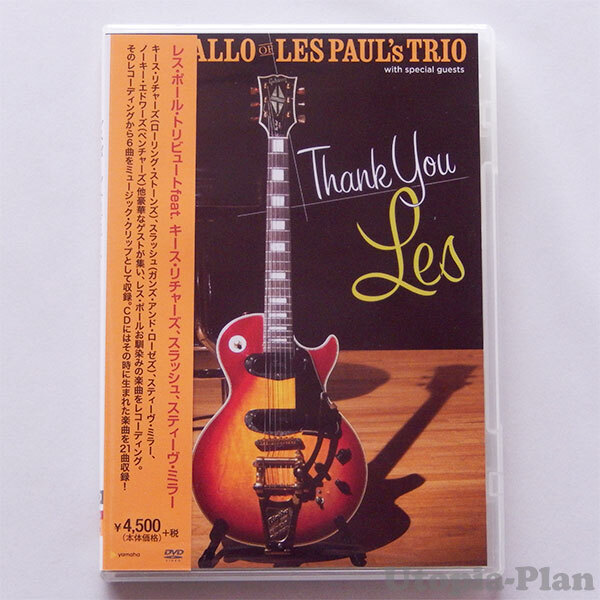 ALLO OF LES PAUL's TRIO
with special guests
Thank You
Les
レス・ポール・トリビュートfeat. キース・リチャーズ、スラッシュ、スティーヴ・ミラー
キース・リチャーズ(ローリング・ストーンズ)、スラッシュ(ガンズ・アンド・ローゼズ)、スティーヴ・ミラー、
ノーキー・エドワーズ(ベンチャーズ)他豪華なゲストが集い、レス・ポールお馴染みの楽曲をレコーディング。
そのレコーディングから6曲をミュージック・クリップとして収録。CDにはその時に生まれた楽曲を21曲収録!
¥4,500
(本体価格)
+税
yamaha
DVD
VIDEO
Gibson
Utopia-Plan